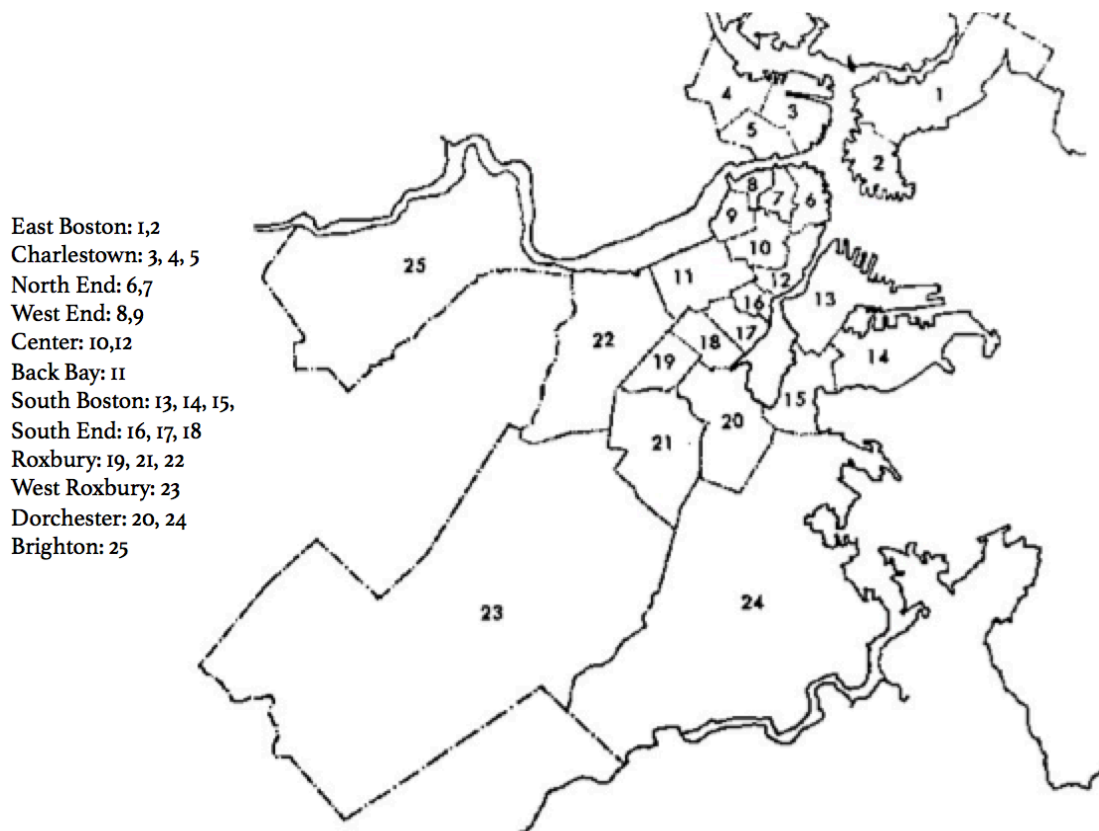 East Boston: 1,2
Charlestown: 3, 4, 5
North End: 6,7
West End: 8,9
Center: 10,12
Back Bay: 11
South Boston: 13, 14, 15,
South End: 16, 17, 18
Roxbury: 19, 21, 22
West Roxbury: 23
Dorchester: 20, 24
Brighton: 25
4
3
1
5
2
8
7
6
9
10
25
11
12
16
13
22
17
18
19
14
15
20
21
23
24